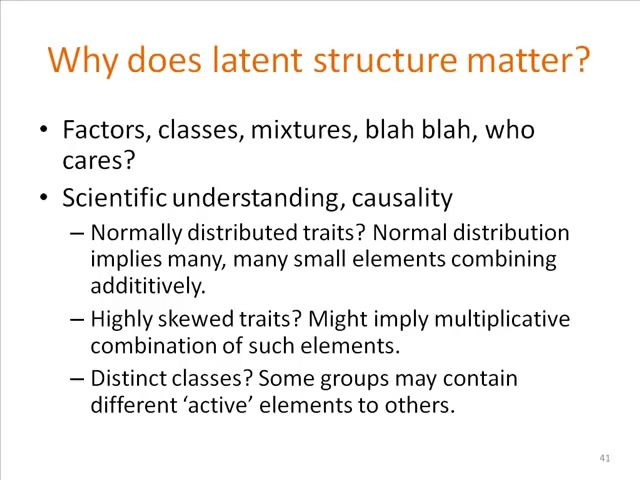 Why does latent structure matter?
• Factors, classes, mixtures, blah blah, who
cares?
• Scientific understanding, causality
– Normally distributed traits? Normal distribution
implies many, many small elements combining
addititively.
– Highly skewed traits? Might imply multiplicative
combination of such elements.
– Distinct classes? Some groups may contain
different ‘active’ elements to others.
41